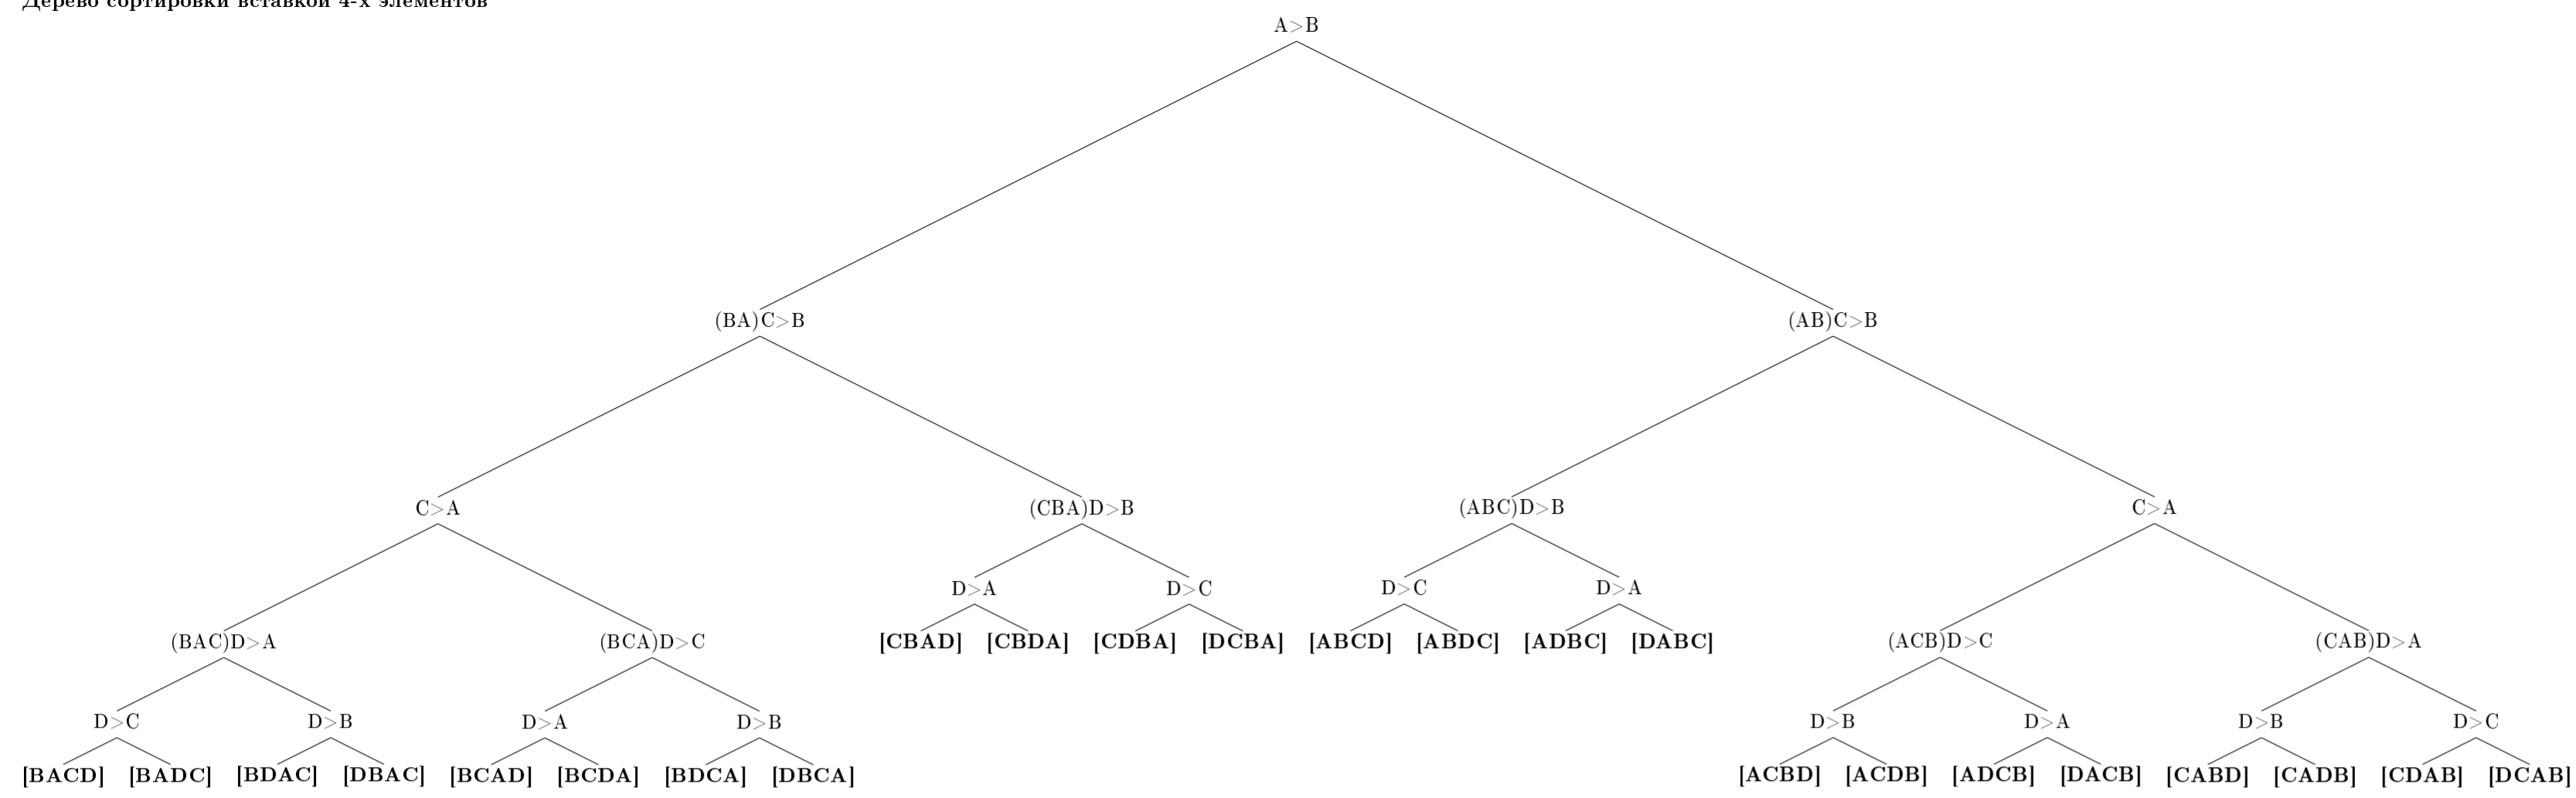 Дерево сортировки вставкой 4-х элементов
A>B
(BA)C>B (AB)C>B
C>A (CBA)D>B (ABC)D>B C>A
D>A D>C D>C D>A
(BAC)D>A (BCA)D>C [CBAD] [CBDA] [CDBA] [DCBA] [ABCD] [ABDC] [ADBC] [DABC] (ACB)D>C (CAB)D>A
D>C D>B D>A D>B D>B D>A D>B D>C
[BACD] [BADC] [BDAC] [DBAC] [BCAD] [BCDA] [BDCA] [DBCA] [ACBD] [ACDB] [ADCB] [DACB] [CABD] [CADB] [CDAB] [DCAB]